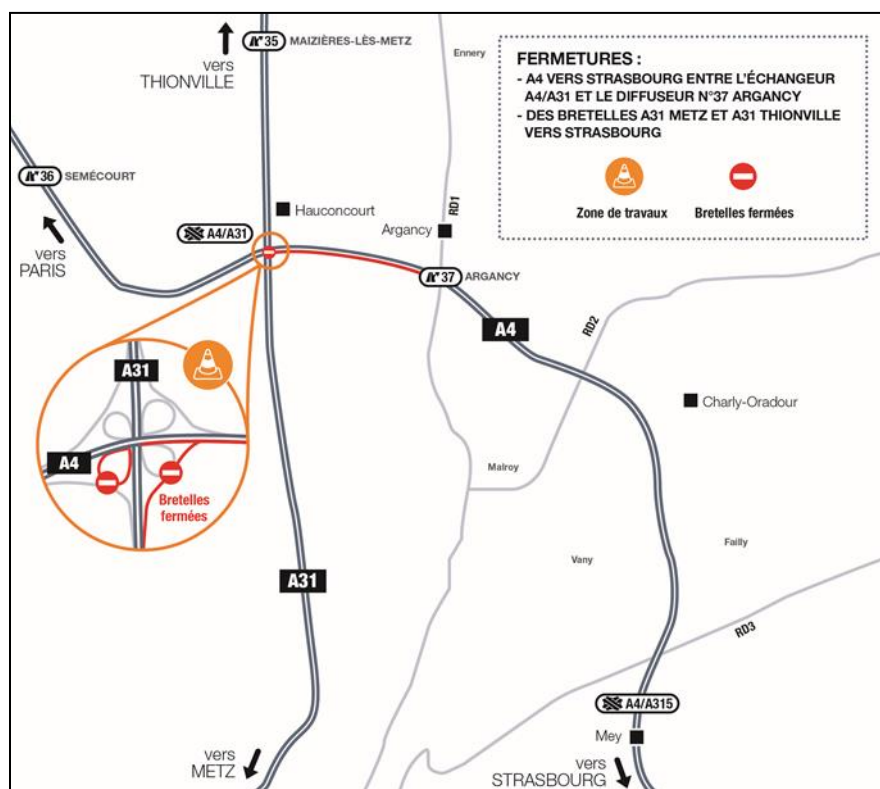 35 MAIZIÈRES-LÈS-METZ
vers
THIONVILLE
Ennery
FERMETURES :
- A4 VERS STRASBOURG ENTRE L'ÉCHANGEUR
A4/A31 ET LE DIFFUSEUR N°37 ARGANCY
- DES BRETELLES A31 METZ ET A31 THIONVILLE
VERS STRASBOURG
Zone de travaux
Bretelles fermées
36 SEMÉCOURT
vers
PARIS
A4/A31
Hauconcourt
Argancy
RD1
37 ARGANCY
A4
RD2
A31
A4
Bretelles
fermées
Charly-Oradour
Malroy
Vany
Failly
A31
RD3
A4/A315
Mey
vers
METZ
vers
STRASBOURG